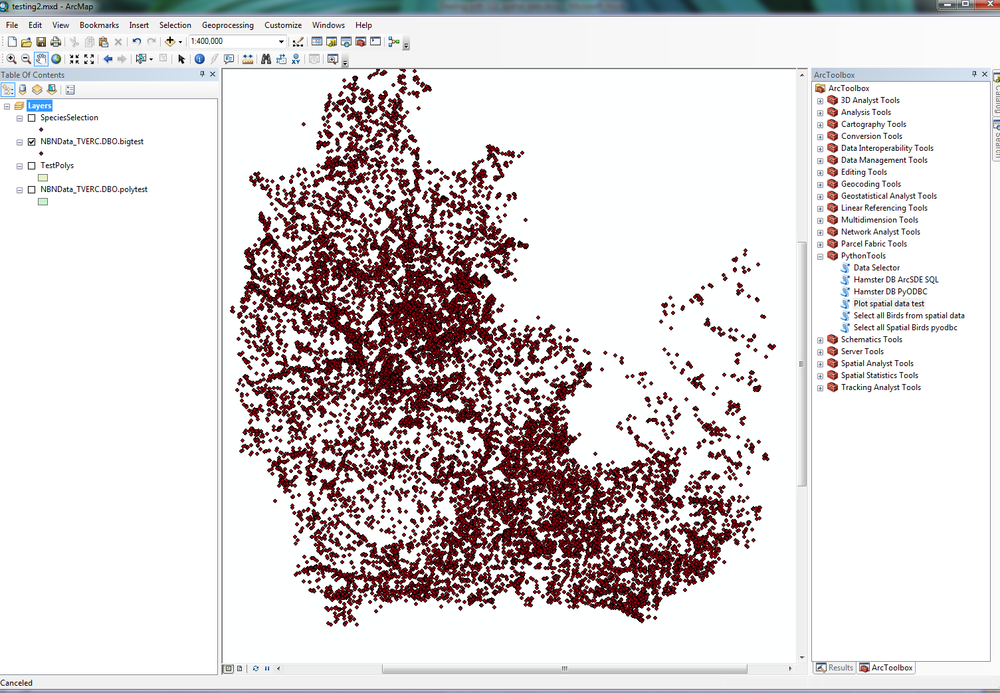 testing2.mxd - ArcMap
File Edit View Bookmarks Insert Selection Geoprocessing Customize Windows Help
1:400,000
Table Of Contents
Layers
SpeciesSelection
NBNData_TVERC.DBO.bigtest
TestPolys
NBNData_TVERC.DBO.polytest
ArcToolbox
ArcToolbox
3D Analyst Tools
Analysis Tools
Cartography Tools
Conversion Tools
Data Interoperability Tools
Data Management Tools
Editing Tools
Geocoding Tools
Geostatistical Analyst Tools
Linear Referencing Tools
Multidimension Tools
Network Analyst Tools
Parcel Fabric Tools
PythonTools
Data Selector
Hamster DB ArcSDE SQL
Hamster DB PyODBC
Plot spatial data test
Select all Birds from spatial data
Select all Spatial Birds pyodbc
Schematics Tools
Server Tools
Spatial Analyst Tools
Spatial Statistics Tools
Tracking Analyst Tools
Catalog
Search
Results ArcToolbox
Canceled